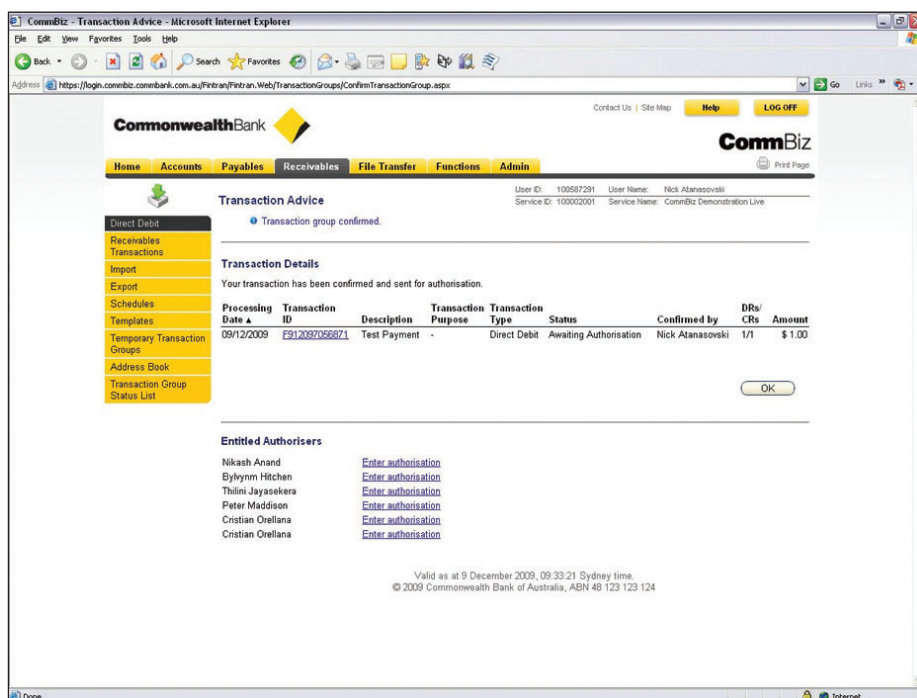 CommBiz - Transaction Advice - Microsoft Internet Explorer
File Edit View Favorites Tools Help
Back Search Favorites
Address https://login.commbiz.commbank.com.au/Fintran/Fintran.Web/TransactionGroups/ConfirmTransactionGroup.aspx Go Links »
Contact Us | Site Map Help LOG OFF
CommonwealthBank
CommBiz
Home Accounts Payables Receivables File Transfer Functions Admin Print Page
User ID: 100587291 User Name: Nick Atanasovski
Transaction Advice Service ID: 100002001 Service Name: CommBiz Demonstration Live
Transaction group confirmed.
Direct Debit
Receivables
Transactions
Import
Export
Schedules
Templates
Temporary Transaction
Groups
Address Book
Transaction Group
Status List
Transaction Details
Your transaction has been confirmed and sent for authorisation.
Processing Transaction Transaction Transaction DRs/
Date ▲ ID Description Purpose Type Status Confirmed by CRs Amount
09/12/2009 F912097056871 Test Payment - Direct Debit Awaiting Authorisation Nick Atanasovski 1/1 $ 1.00
OK
Entitled Authorisers
Nikash Anand Enter authorisation
Bylvynm Hitchen Enter authorisation
Thilini Jayasekera Enter authorisation
Peter Maddison Enter authorisation
Cristian Orellana Enter authorisation
Cristian Orellana Enter authorisation
Valid as at 9 December 2009, 09:33:21 Sydney time.
© 2009 Commonwealth Bank of Australia, ABN 48 123 123 124
Done Internet